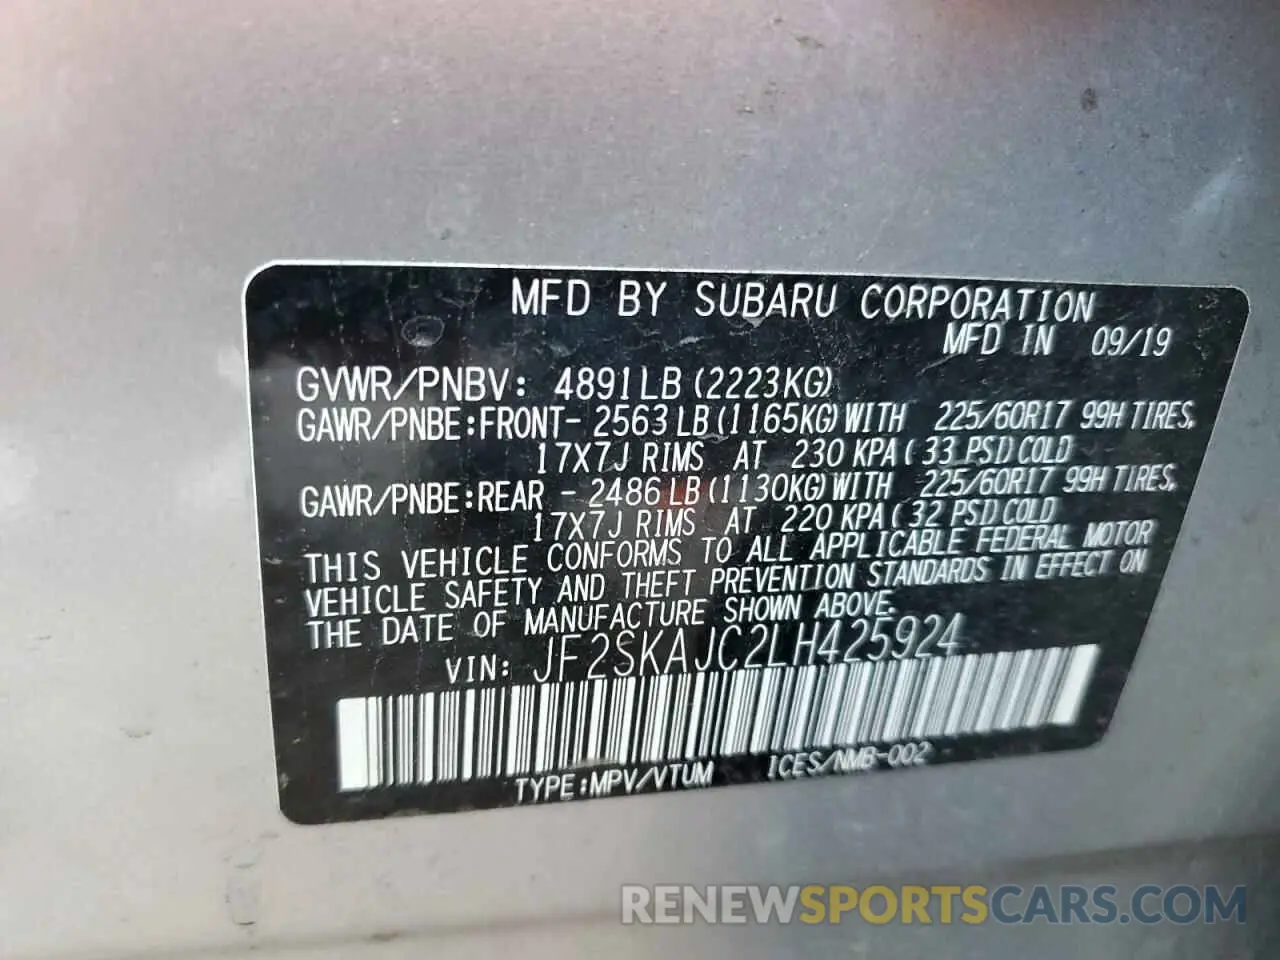 MFD BY SUBARU CORPORATION
MFD IN 09/19
GVWR/PNBV: 4891LB (2223KG)
GAWR/PNBE:FRONT- 2563 LB (1165KG) WITH 225/60R17 99H TIRES,
17X7J RIMS AT 230 KPA ( 33 PSI) COLD
GAWR/PNBE:REAR - 2486 LB (1130KG) WITH 225/60R17 99H TIRES,
17X7J RIMS AT 220 KPA ( 32 PSI) COLD
THIS VEHICLE CONFORMS TO ALL APPLICABLE FEDERAL MOTOR
VEHICLE SAFETY AND THEFT PREVENTION STANDARDS IN EFFECT ON
THE DATE OF MANUFACTURE SHOWN ABOVE.
VIN: JF2SKAJC2LH425924
TYPE:MPV/VTUM ICES/NMB-002
RENEWSPORTSCARS.COM